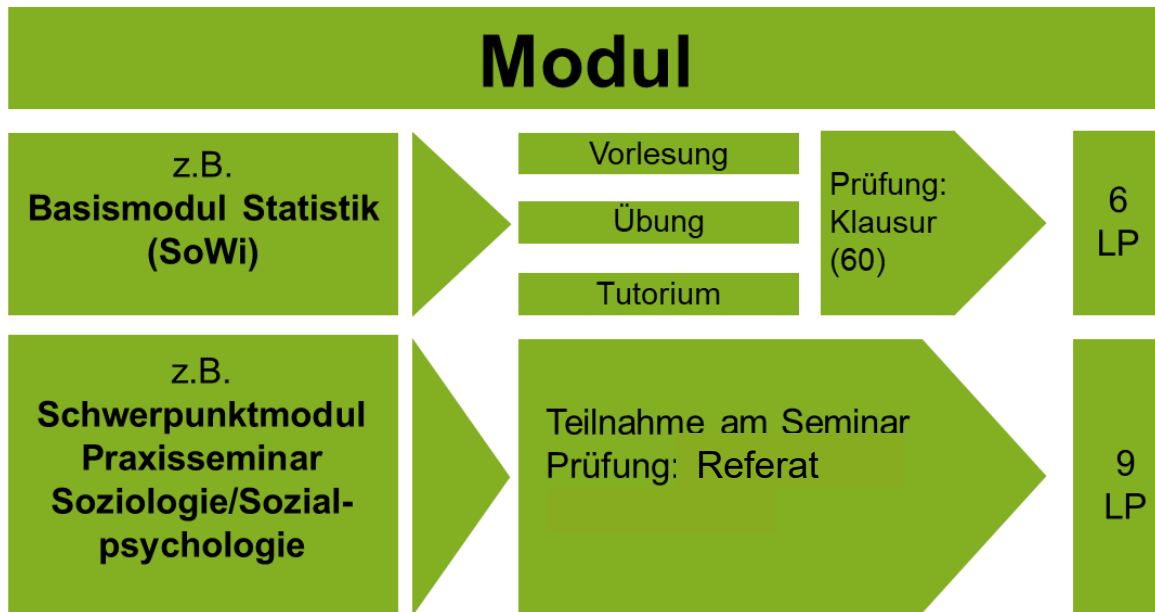 Modul
z.B.
Basismodul Statistik
(SoWi)
Vorlesung
Übung
Tutorium
Prüfung:
Klausur
(60)
6
LP
z.B.
Schwerpunktmodul
Praxisseminar
Soziologie/Sozial-
psychologie
Teilnahme am Seminar
Prüfung: Referat
9
LP